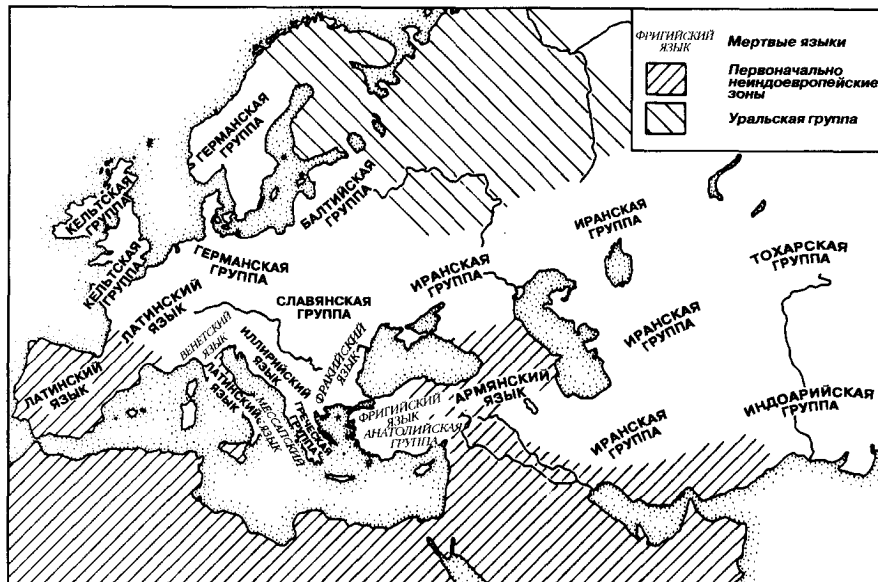 ФРИГИЙСКИЙ
ЯЗЫК
Мертвые языки
Первоначально
неиндоевропейские
зоны
Уральская группа
ГЕРМАНСКАЯ
ГРУППА
БАЛТИЙСКАЯ
ГРУППА
КЕЛЬТСКАЯ
ГРУППА
КЕЛЬТСКАЯ
ГРУППА
ГЕРМАНСКАЯ
ГРУППА
ИРАНСКАЯ
ГРУППА
ИРАНСКАЯ
ГРУППА
ТОХАРСКАЯ
ГРУППА
ЛАТИНСКИЙ
ЯЗЫК
СЛАВЯНСКАЯ
ГРУППА
ИРАНСКАЯ
ГРУППА
ВЕНЕТСКИЙ
ЯЗЫК
ИЛЛИРИЙСКИЙ
ЯЗЫК
ФРАКИЙСКИЙ
ЯЗЫК
ЛАТИНСКИЙ
ЯЗЫК
ЛАТИНСКИЙ
ЯЗЫК
МЕССАПСКИЙ
ЯЗЫК
ГРЕЧЕСКАЯ
ГРУППА
ФРИГИЙСКИЙ
ЯЗЫК
АНАТОЛИЙСКАЯ
ГРУППА
АРМЯНСКИЙ
ЯЗЫК
ИРАНСКАЯ
ГРУППА
ИНДОАРИЙСКАЯ
ГРУППА